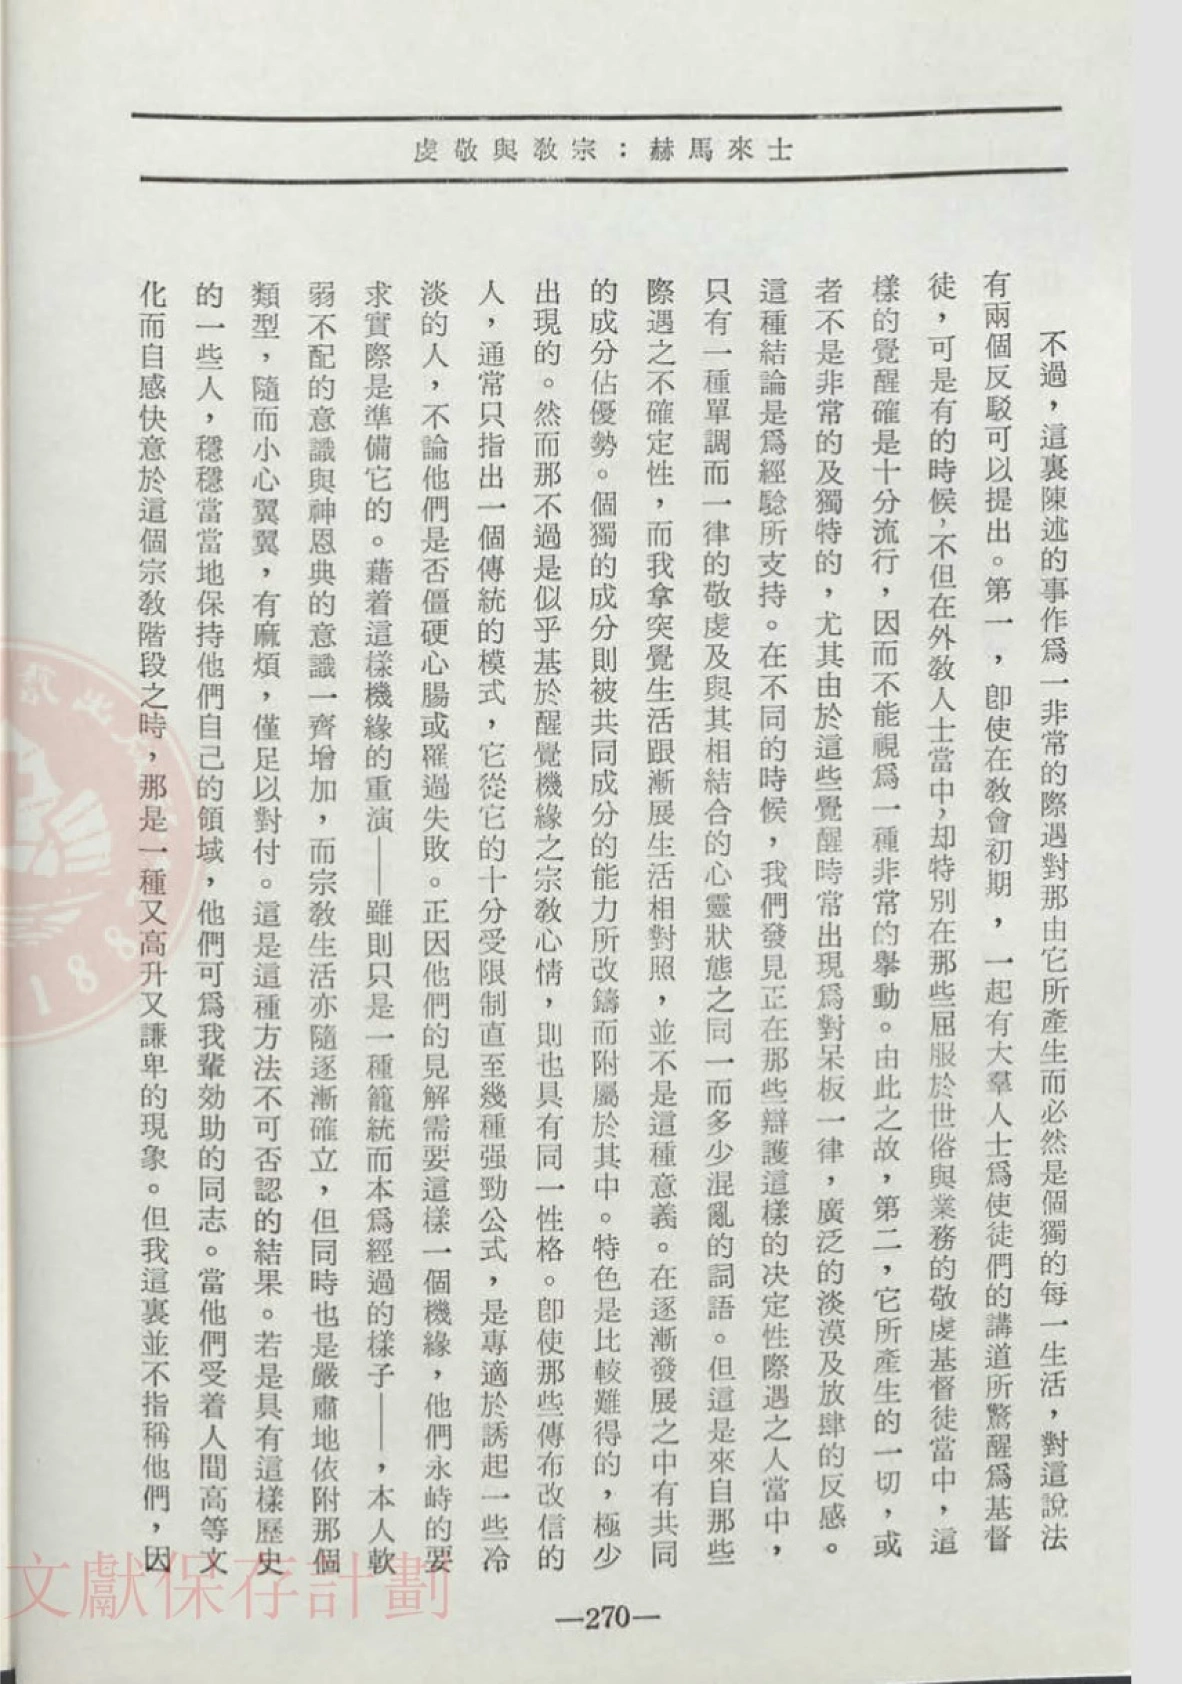 士來馬赫：宗教與敬虔
不過，這裏陳述的事作爲一非常的際遇對那由它所產生而必然是個獨的每一生活，對這說法
有兩個反駁可以提出。第一，卽使在教會初期，一起有大羣人士爲使徒們的講道所驚醒爲基督
徒，可是有的時候，不但在外教人士當中，却特別在那些屈服於世俗與業務的敬虔基督徒當中，這
樣的覺醒確是十分流行，因而不能視爲一種非常的舉動。由此之故，第二，它所產生的一切，或
者不是非常的及獨特的，尤其由於這些覺醒時常出現爲對呆板一律，廣泛的淡漠及放肆的反感。
這種結論是爲經驗所支持。在不同的時候，我們發見正在那些辯護這樣的決定性際遇之人當中，
只有一種單調而一律的敬虔及與其相結合的心靈狀態之同一而多少混亂的詞語。但這是來自那些
際遇之不確定性，而我拿突覺生活跟漸展生活相對照，並不是這種意義。在逐漸發展之中有共同
的成分佔優勢。個獨的成分則被共同成分的能力所改鑄而附屬於其中。特色是比較難得的，極少
出現的。然而那不過是似乎基於醒覺機緣之宗教心情，則也具有同一性格。卽使那些傳布改信的
人，通常只指出一個傳統的模式，它從它的十分受限制直至幾種强勁公式，是專適於誘起一些冷
淡的人，不論他們是否僵硬心腸或罹過失敗。正因他們的見解需要這樣一個機緣，他們永峙的要
求實際是準備它的。藉着這樣機緣的重演——雖則只是一種籠統而本爲經過的樣子——，本人軟
弱不配的意識與神恩典的意識一齊增加，而宗教生活亦隨逐漸確立，但同時也是嚴肅地依附那個
類型，隨而小心翼翼，有麻煩，僅足以對付。這是這種方法不可否認的結果。若是具有這樣歷史
的一些人，穩穩當當地保持他們自己的領域，他們可爲我輩効助的同志。當他們受着人間高等文
化而自感快意於這個宗教階段之時，那是一種又高升又謙卑的現象。但我這裏並不指稱他們，因
—270—
文獻保存計劃
188